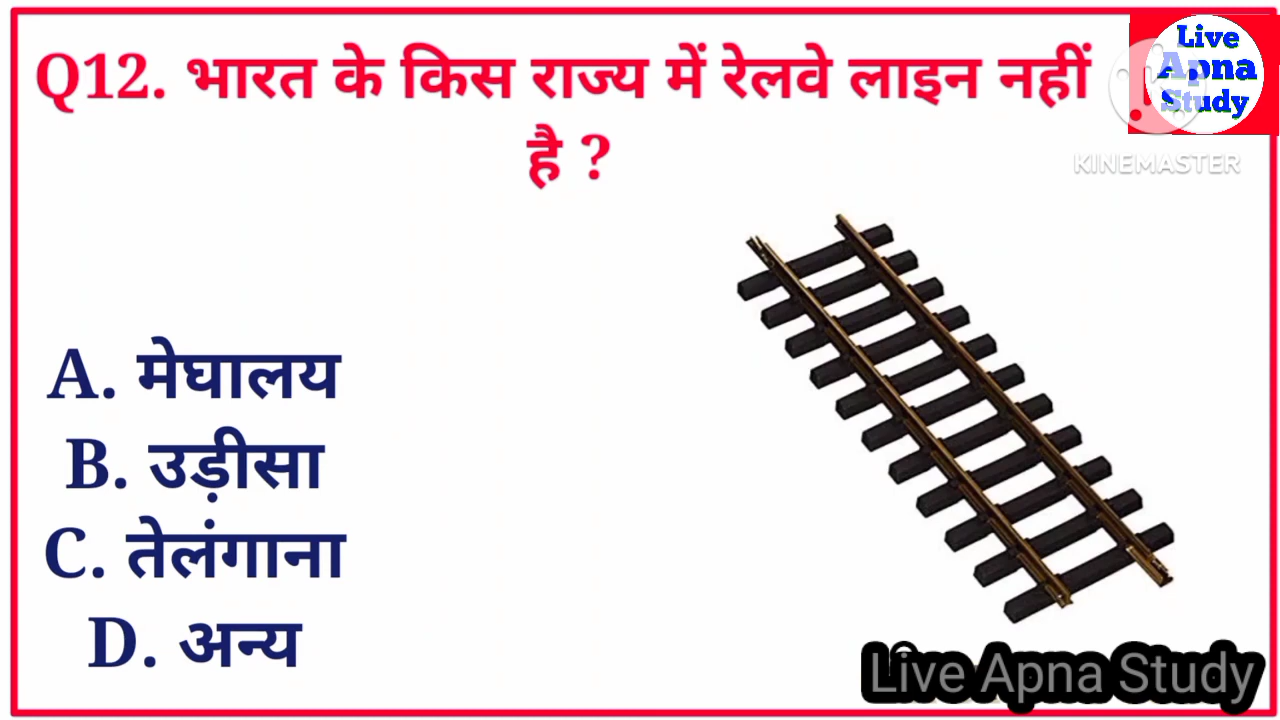 Q12. भारत के किस राज्य में रेलवे लाइन नहीं
है ?
Live
Apna
Study
KINEMASTER
A. मेघालय
B. उड़ीसा
C. तेलंगाना
D. अन्य
Live Apna Study